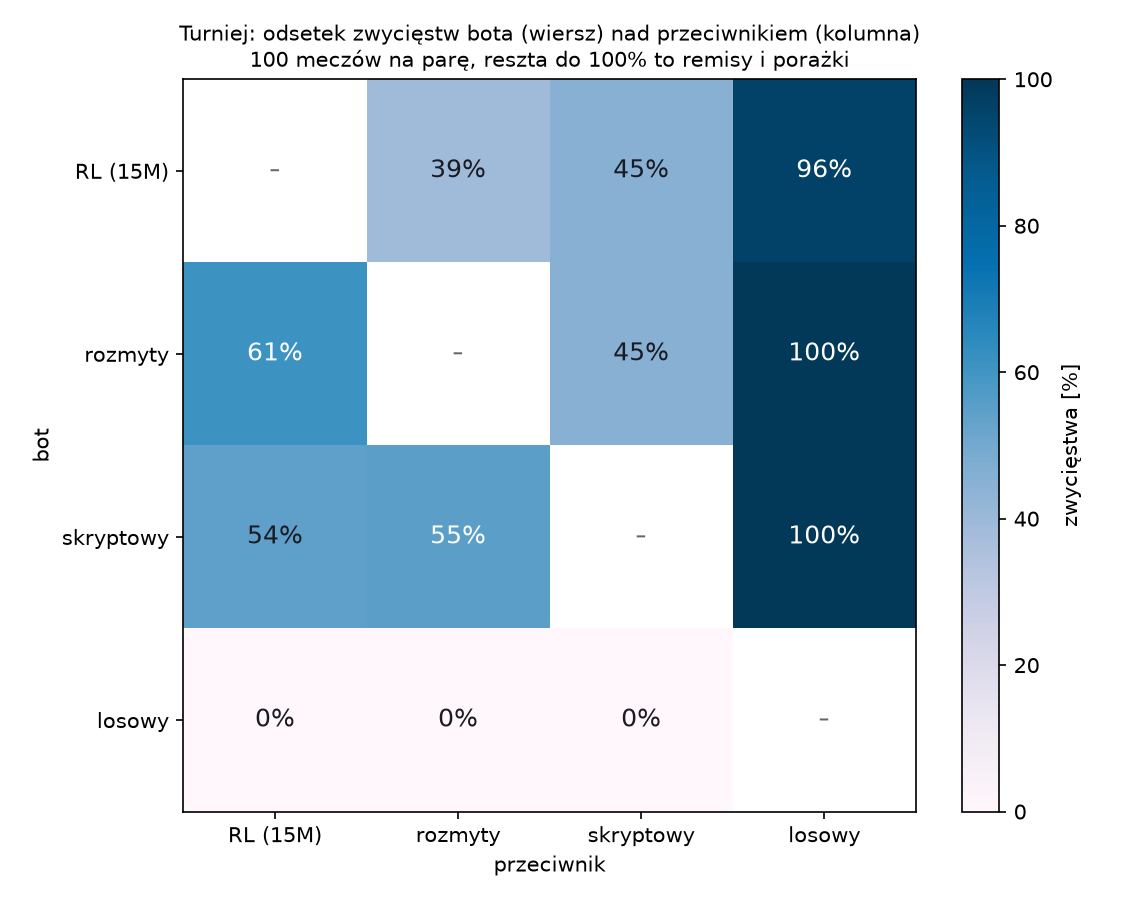 Turniej: odsetek zwycięstw bota (wiersz) nad przeciwnikiem (kolumna)
100 meczów na parę, reszta do 100% to remisy i porażki
RL (15M)
–
39%
45%
96%
rozmyty
61%
–
45%
100%
skryptowy
54%
55%
–
100%
losowy
0%
0%
0%
–
RL (15M)
rozmyty
skryptowy
losowy
przeciwnik
bot
100
80
60
40
20
0
zwycięstwa [%]